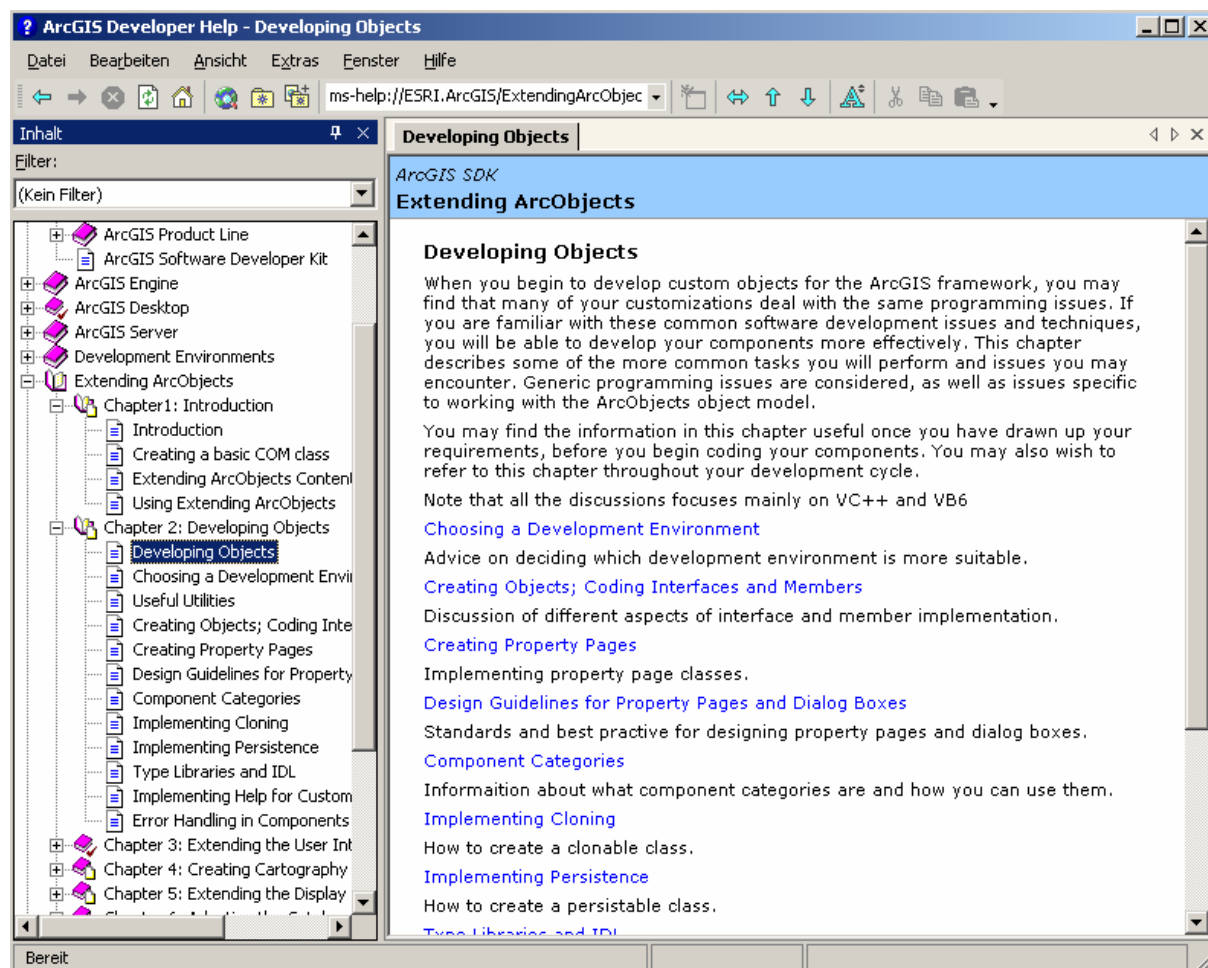 ArcGIS Developer Help - Developing Objects
Datei Bearbeiten Ansicht Extras Fenster Hilfe
ms-help://ESRI.ArcGIS/ExtendingArcObjec
Inhalt
Filter:
(Kein Filter)
ArcGIS Product Line
ArcGIS Software Developer Kit
ArcGIS Engine
ArcGIS Desktop
ArcGIS Server
Development Environments
Extending ArcObjects
Chapter1: Introduction
Introduction
Creating a basic COM class
Extending ArcObjects Conten
Using Extending ArcObjects
Chapter 2: Developing Objects
Developing Objects
Choosing a Development Envi
Useful Utilities
Creating Objects; Coding Inte
Creating Property Pages
Design Guidelines for Property
Component Categories
Implementing Cloning
Implementing Persistence
Type Libraries and IDL
Implementing Help for Custom
Error Handling in Components
Chapter 3: Extending the User Int
Chapter 4: Creating Cartography
Chapter 5: Extending the Display
Developing Objects
ArcGIS SDK
Extending ArcObjects
Developing Objects
When you begin to develop custom objects for the ArcGIS framework, you may
find that many of your customizations deal with the same programming issues. If
you are familiar with these common software development issues and techniques,
you will be able to develop your components more effectively. This chapter
describes some of the more common tasks you will perform and issues you may
encounter. Generic programming issues are considered, as well as issues specific
to working with the ArcObjects object model.
You may find the information in this chapter useful once you have drawn up your
requirements, before you begin coding your components. You may also wish to
refer to this chapter throughout your development cycle.
Note that all the discussions focuses mainly on VC++ and VB6
Choosing a Development Environment
Advice on deciding which development environment is more suitable.
Creating Objects; Coding Interfaces and Members
Discussion of different aspects of interface and member implementation.
Creating Property Pages
Implementing property page classes.
Design Guidelines for Property Pages and Dialog Boxes
Standards and best practive for designing property pages and dialog boxes.
Component Categories
Informaition about what component categories are and how you can use them.
Implementing Cloning
How to create a clonable class.
Implementing Persistence
How to create a persistable class.
Type Libraries and IDL
Bereit